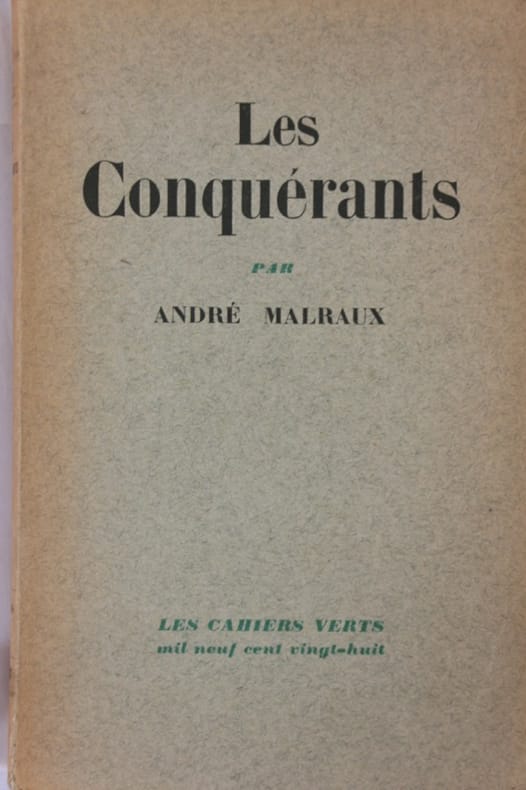 Les
Conquérants
PAR
ANDRÉ MALRAUX
LES CAHIERS VERTS
mil neuf cent vingt-huit